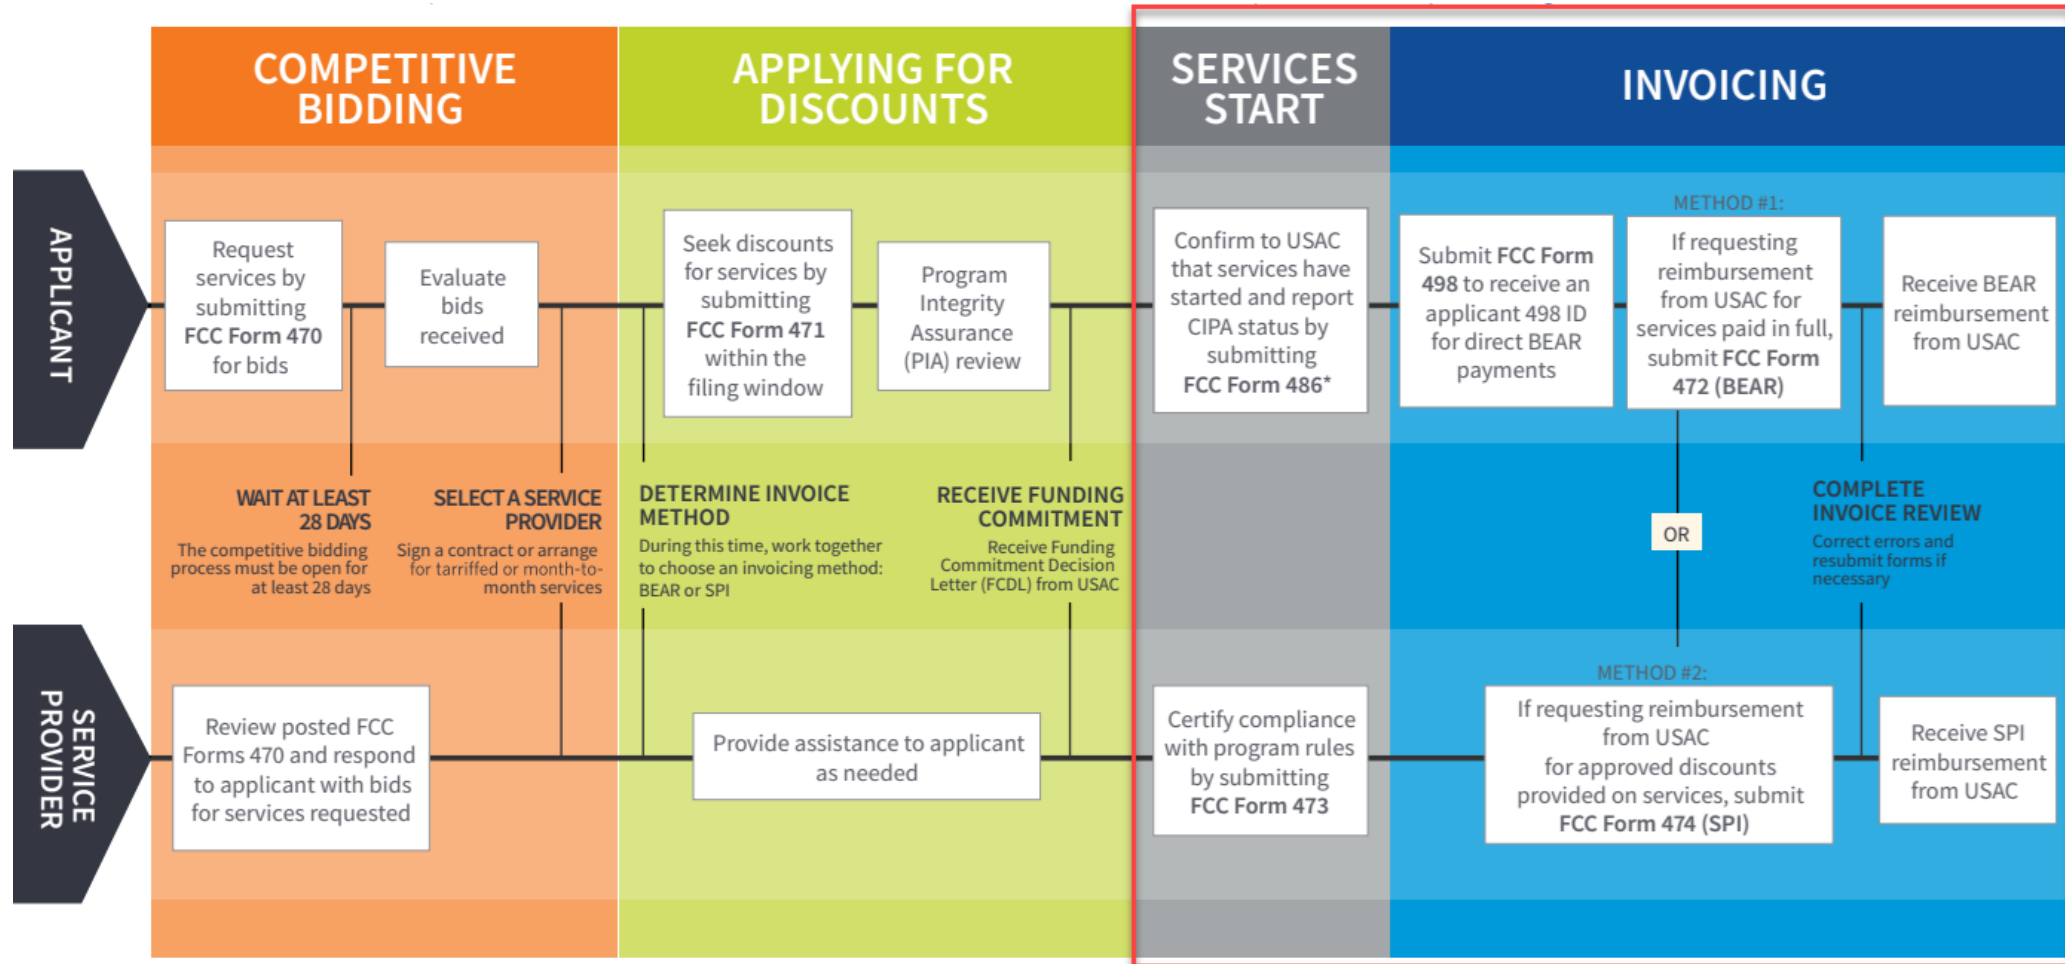 COMPETITIVE
BIDDING
APPLYING FOR
DISCOUNTS
SERVICES
START
INVOICING
APPLICANT
Request
services by
submitting
FCC Form 470
for bids
Evaluate
bids
received
Seek discounts
for services by
submitting
FCC Form 471
within the
filing window
Program
Integrity
Assurance
(PIA) review
Confirm to USAC
that services have
started and report
CIPA status by
submitting
FCC Form 486*
Submit FCC Form
498 to receive an
applicant 498 ID
for direct BEAR
payments
METHOD #1:
If requesting
reimbursement
from USAC for
services paid in full,
submit FCC Form
472 (BEAR)
Receive BEAR
reimbursement
from USAC
WAIT AT LEAST
28 DAYS
The competitive bidding
process must be open for
at least 28 days
SELECT A SERVICE
PROVIDER
Sign a contract or arrange
for tarriffed or month-to-
month services
DETERMINE INVOICE
METHOD
During this time, work together
to choose an invoicing method:
BEAR or SPI
RECEIVE FUNDING
COMMITMENT
Receive Funding
Commitment Decision
Letter (FCDL) from USAC
OR
COMPLETE
INVOICE REVIEW
Correct errors and
resubmit forms if
necessary
SERVICE
PROVIDER
Review posted FCC
Forms 470 and respond
to applicant with bids
for services requested
Provide assistance to applicant
as needed
Certify compliance
with program rules
by submitting
FCC Form 473
METHOD #2:
If requesting reimbursement
from USAC
for approved discounts
provided on services, submit
FCC Form 474 (SPI)
Receive SPI
reimbursement
from USAC